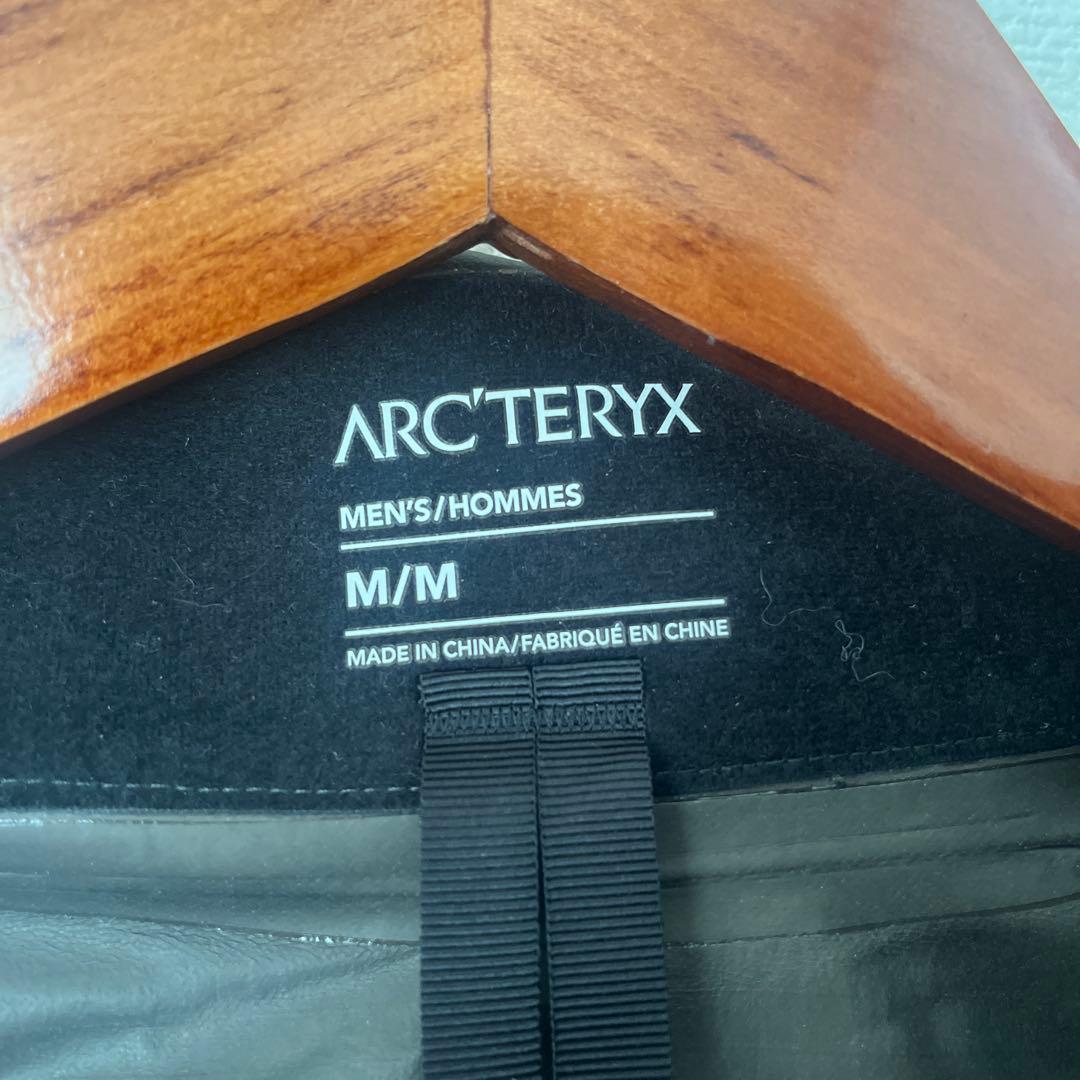 ARC'TERYX
MEN'S/HOMMES
M/M
MADE IN CHINA/FABRIQUÉ EN CHINE